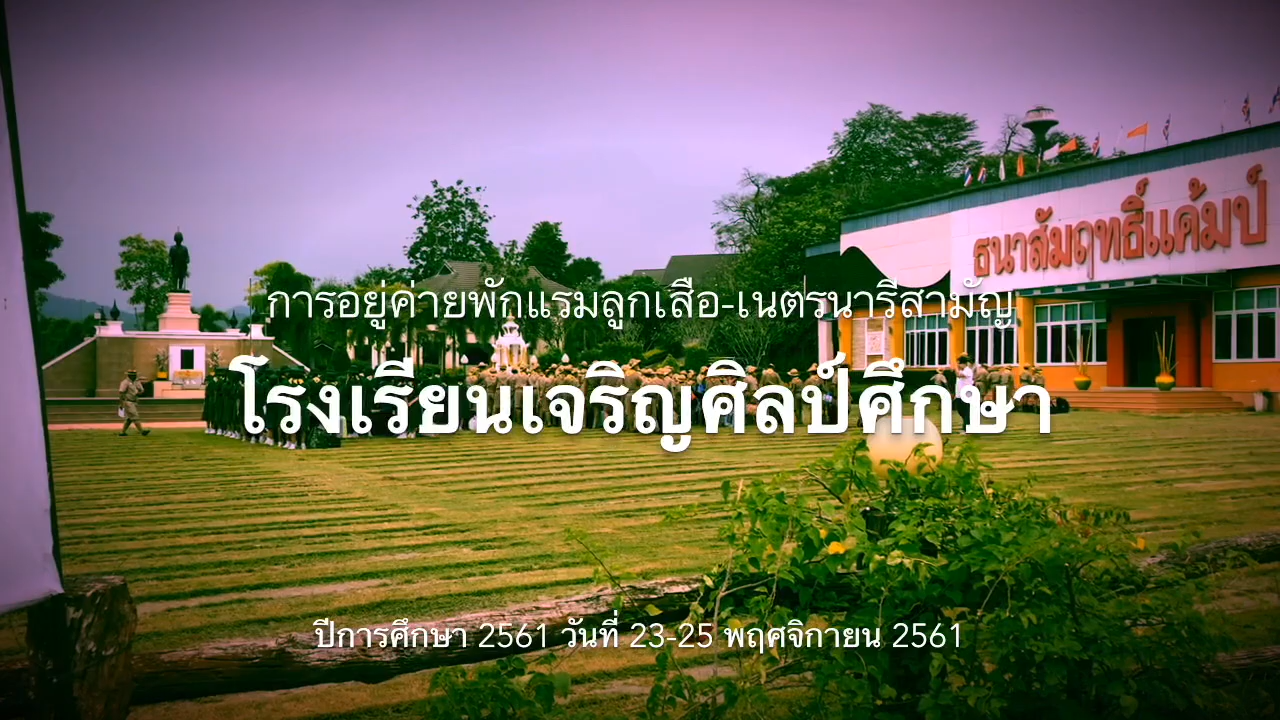 ธนาสัมฤทธิ์แค้มป์
การอยู่ค่ายพักแรมลูกเสือ-เนตรนารีสามัญ
โรงเรียนเจริญศิลป์ศึกษา
ปีการศึกษา 2561 วันที่ 23-25 พฤศจิกายน 2561